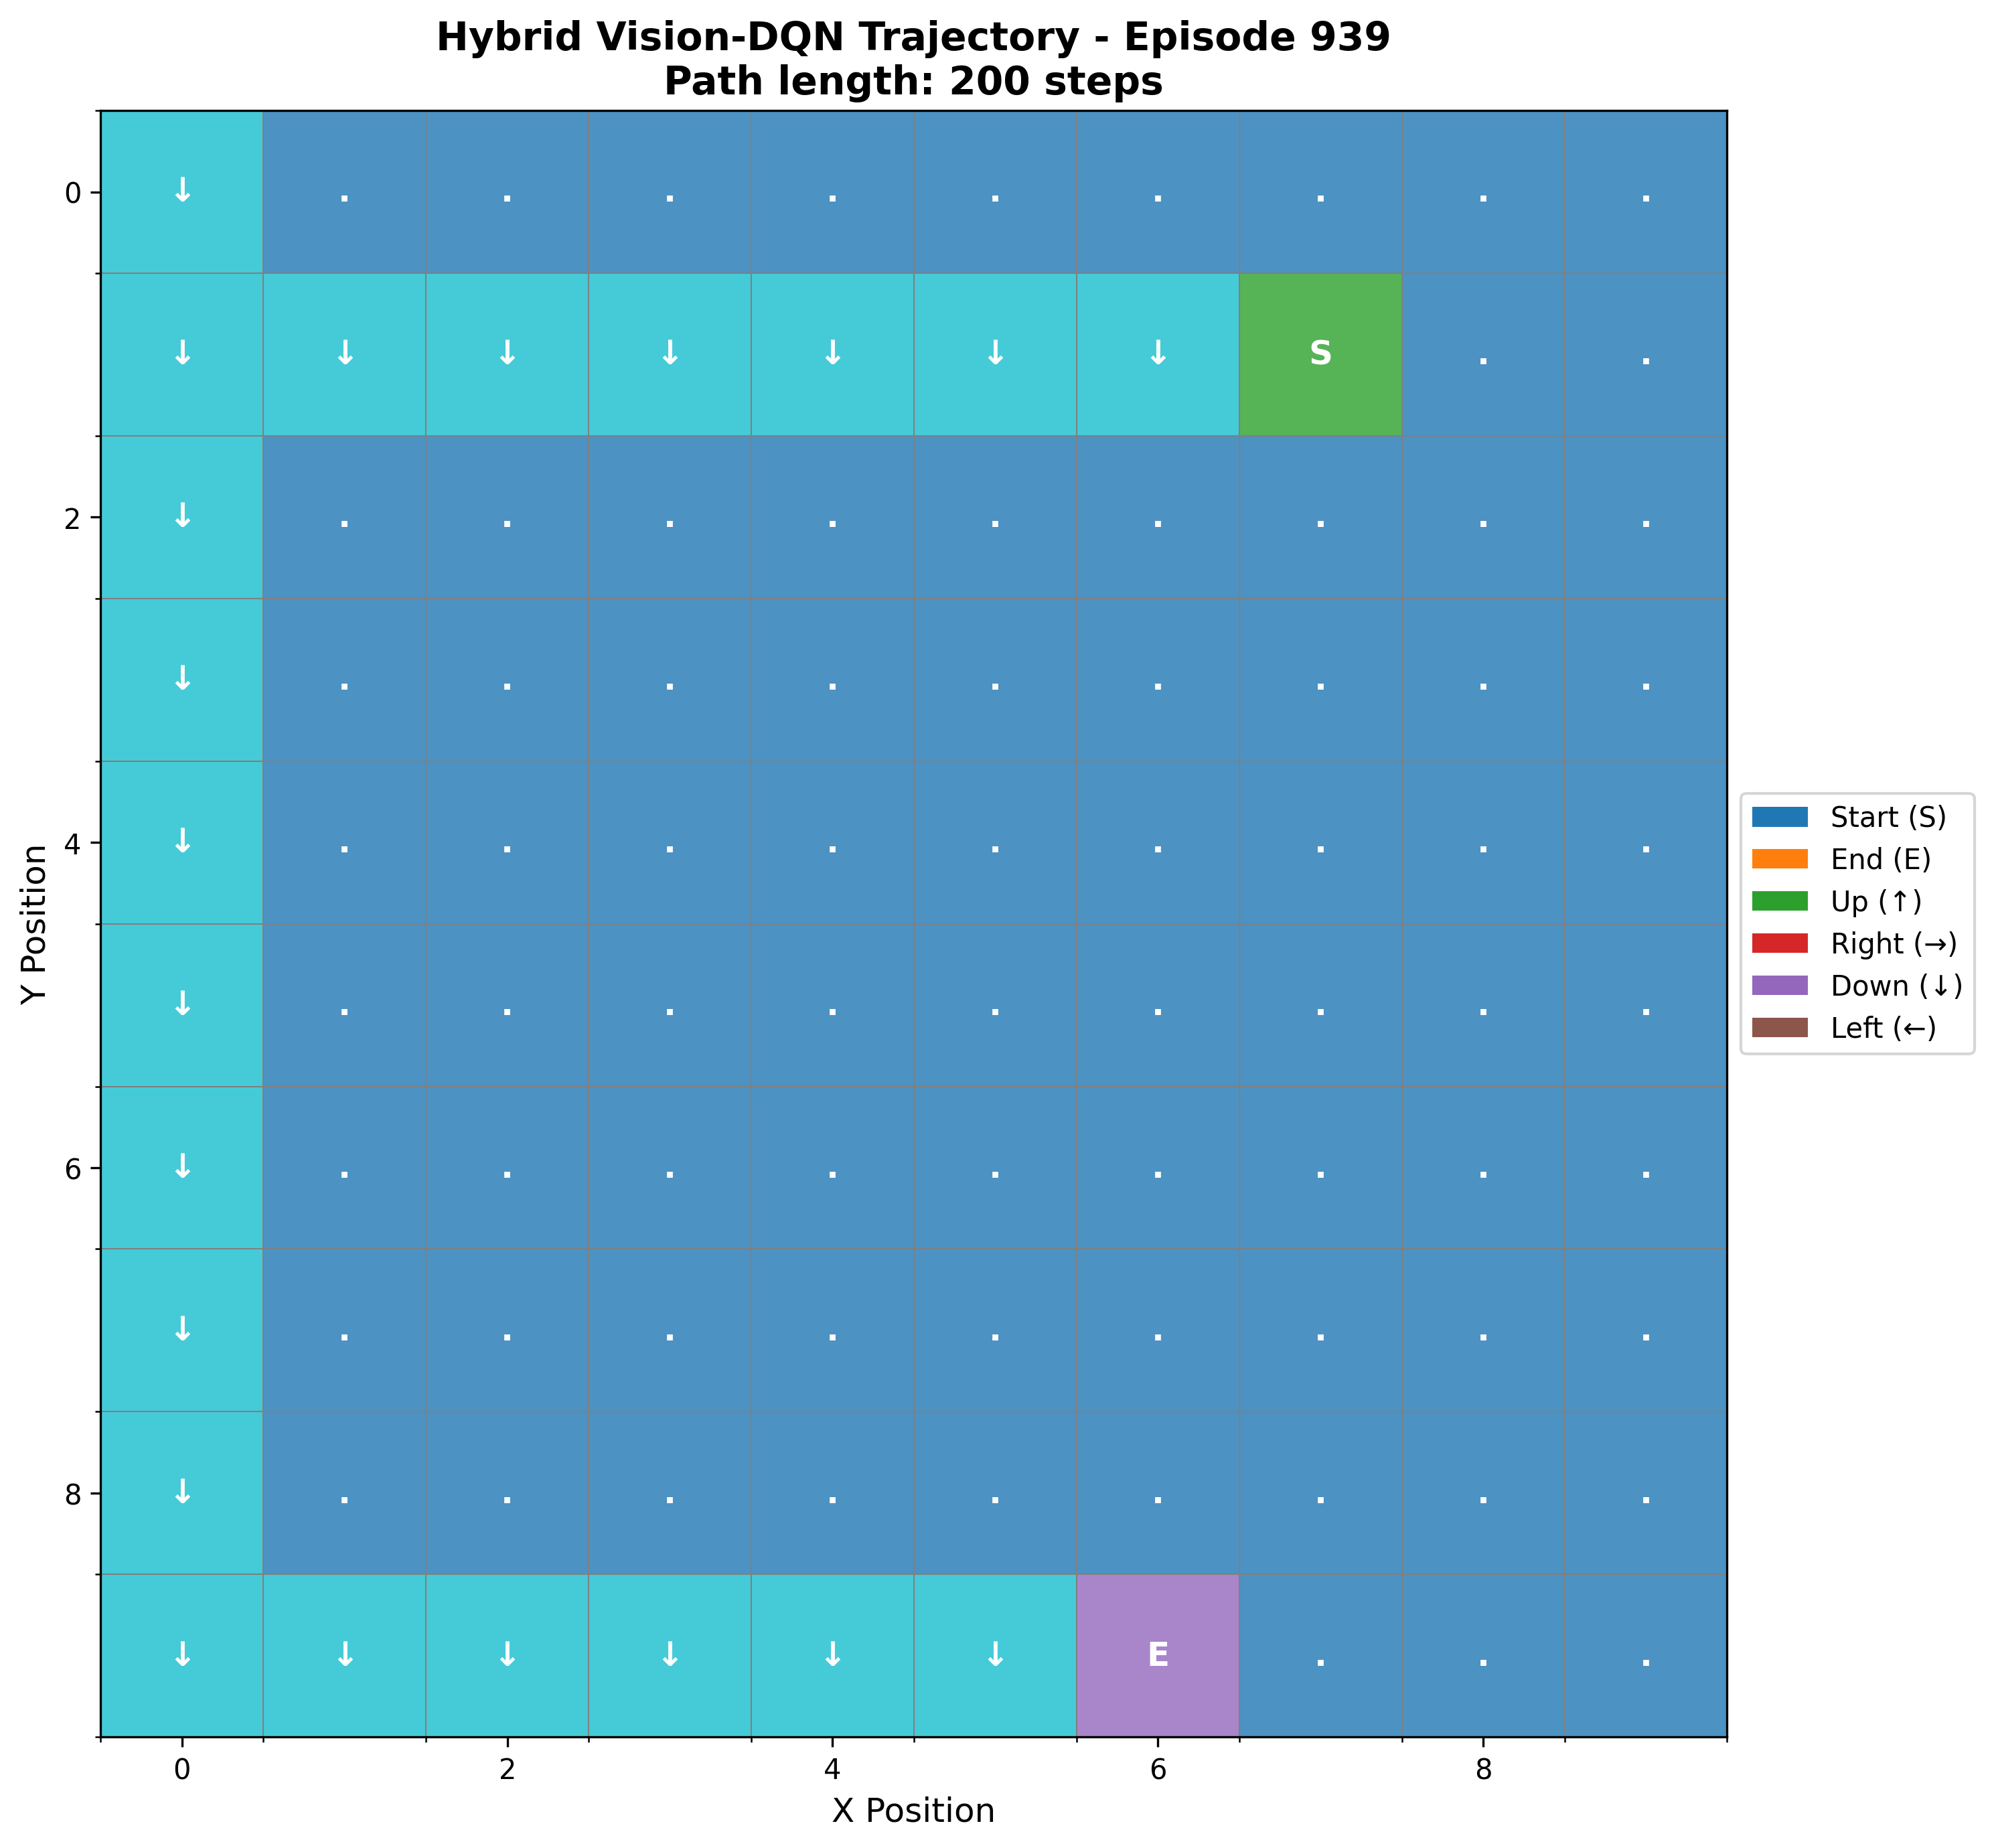 Hybrid Vision-DQN Trajectory - Episode 939
Path length: 200 steps
0 ↓ . . . . . . . . .
↓ ↓ ↓ ↓ ↓ ↓ ↓ S . .
2 ↓ . . . . . . . . .
↓ . . . . . . . . .
4 ↓ . . . . . . . . .
↓ . . . . . . . . .
6 ↓ . . . . . . . . .
↓ . . . . . . . . .
8 ↓ . . . . . . . . .
↓ ↓ ↓ ↓ ↓ ↓ E . . .
0 2 4 6 8
X Position
Y Position
Start (S)
End (E)
Up (↑)
Right (→)
Down (↓)
Left (←)